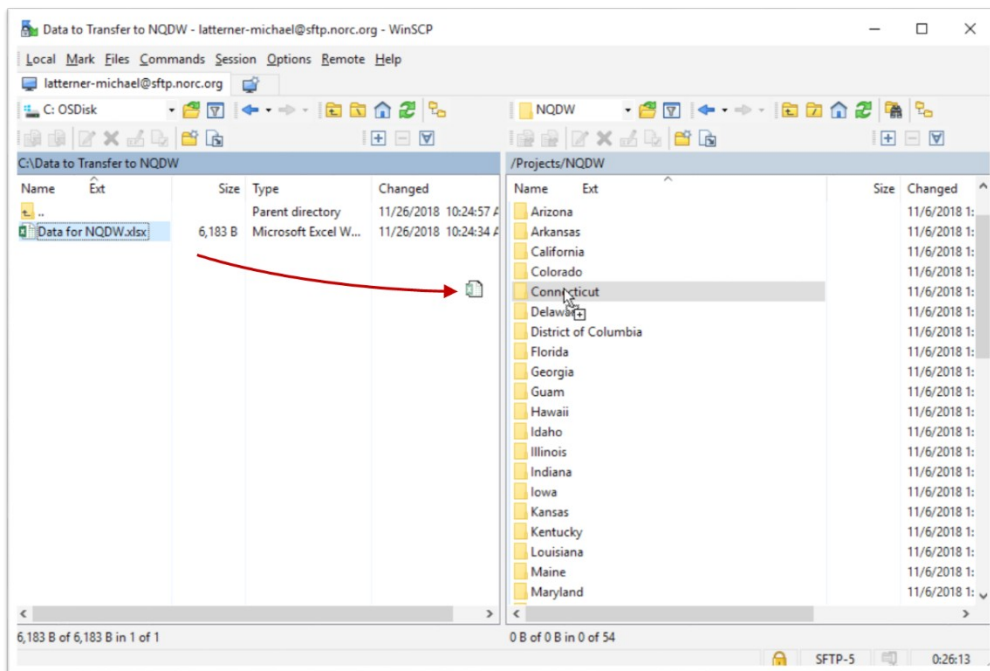 Data to Transfer to NQDW - latterner-michael@sftp.norc.org - WinSCP
Local Mark Files Commands Session Options Remote Help
latterner-michael@sftp.norc.org
C: OSDisk NQDW
C:\Data to Transfer to NQDW /Projects/NQDW
Name Ext Size Type Changed Name Ext Size Changed
.. Parent directory 11/26/2018 10:24:57 A Arizona 11/6/2018 1:
Data for NQDW.xlsx 6,183 B Microsoft Excel W... 11/26/2018 10:24:34 A Arkansas 11/6/2018 1:
California 11/6/2018 1:
Colorado 11/6/2018 1:
Connecticut 11/6/2018 1:
Delaware 11/6/2018 1:
District of Columbia 11/6/2018 1:
Florida 11/6/2018 1:
Georgia 11/6/2018 1:
Guam 11/6/2018 1:
Hawaii 11/6/2018 1:
Idaho 11/6/2018 1:
Illinois 11/6/2018 1:
Indiana 11/6/2018 1:
Iowa 11/6/2018 1:
Kansas 11/6/2018 1:
Kentucky 11/6/2018 1:
Louisiana 11/6/2018 1:
Maine 11/6/2018 1:
Maryland 11/6/2018 1:
6,183 B of 6,183 B in 1 of 1 0 B of 0 B in 0 of 54
SFTP-5 0:26:13